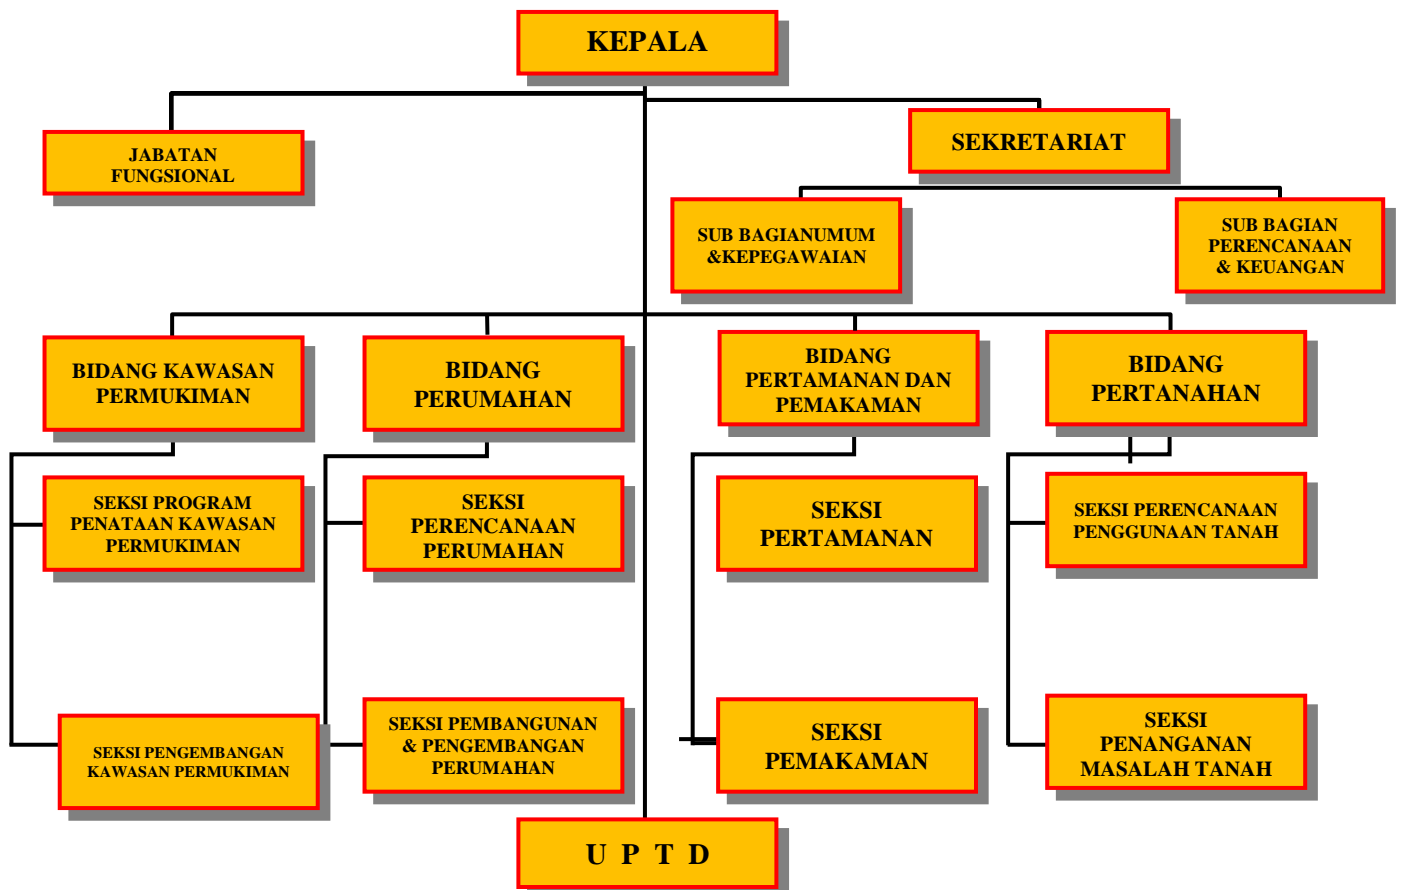 KEPALA
JABATAN
FUNGSIONAL
SEKRETARIAT
SUB BAGIANUMUM
&KEPEGAWAIAN
SUB BAGIAN
PERENCANAAN
& KEUANGAN
BIDANG KAWASAN
PERMUKIMAN
BIDANG
PERUMAHAN
BIDANG
PERTAMANAN DAN
PEMAKAMAN
BIDANG
PERTANAHAN
SEKSI PROGRAM
PENATAAN KAWASAN
PERMUKIMAN
SEKSI
PERENCANAAN
PERUMAHAN
SEKSI
PERTAMANAN
SEKSI PERENCANAAN
PENGGUNAAN TANAH
SEKSI PENGEMBANGAN
KAWASAN PERMUKIMAN
SEKSI PEMBANGUNAN
& PENGEMBANGAN
PERUMAHAN
SEKSI
PEMAKAMAN
SEKSI
PENANGANAN
MASALAH TANAH
U P T D